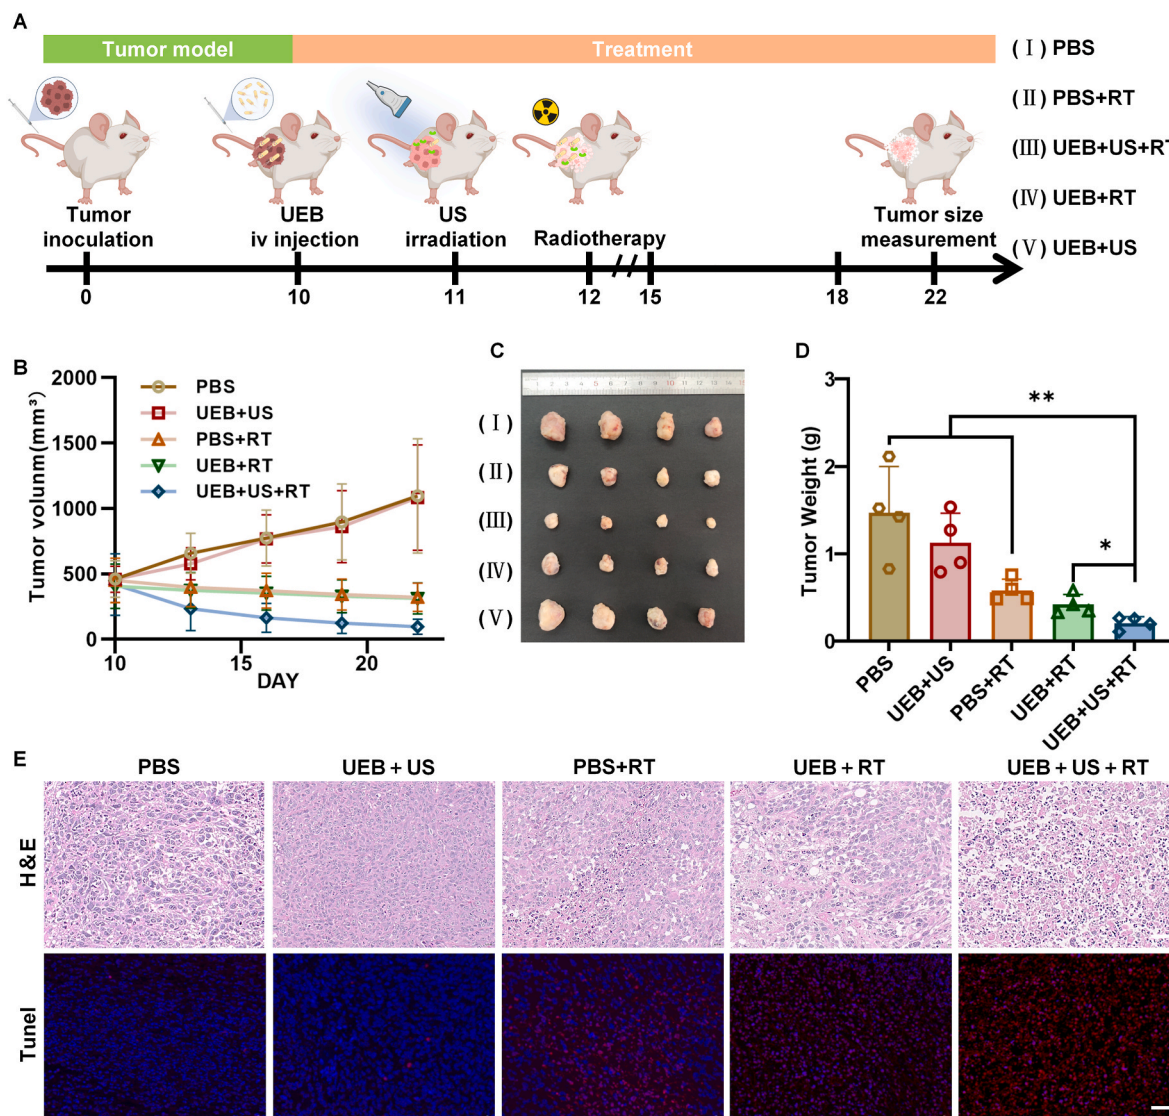 A
Tumor model
Treatment
( Ⅰ ) PBS
( Ⅱ ) PBS+RT
(Ⅲ) UEB+US+RT
(Ⅳ) UEB+RT
(Ⅴ) UEB+US
Tumor
inoculation
UEB
iv injection
US
irradiation
Radiotherapy
Tumor size
measurement
0
10
11
12
15
18
22
B
Tumor volunm(mm³)
2000
1500
1000
500
0
10
15
20
DAY
PBS
UEB+US
PBS+RT
UEB+RT
UEB+US+RT
C
( Ⅰ )
(Ⅱ)
(Ⅲ)
(Ⅳ)
(Ⅴ)
D
Tumor Weight (g)
3
2
1
0
**
*
PBS
UEB+US
PBS+RT
UEB+RT
UEB+US+RT
E
PBS
UEB + US
PBS+RT
UEB + RT
UEB + US + RT
H&E
Tunel